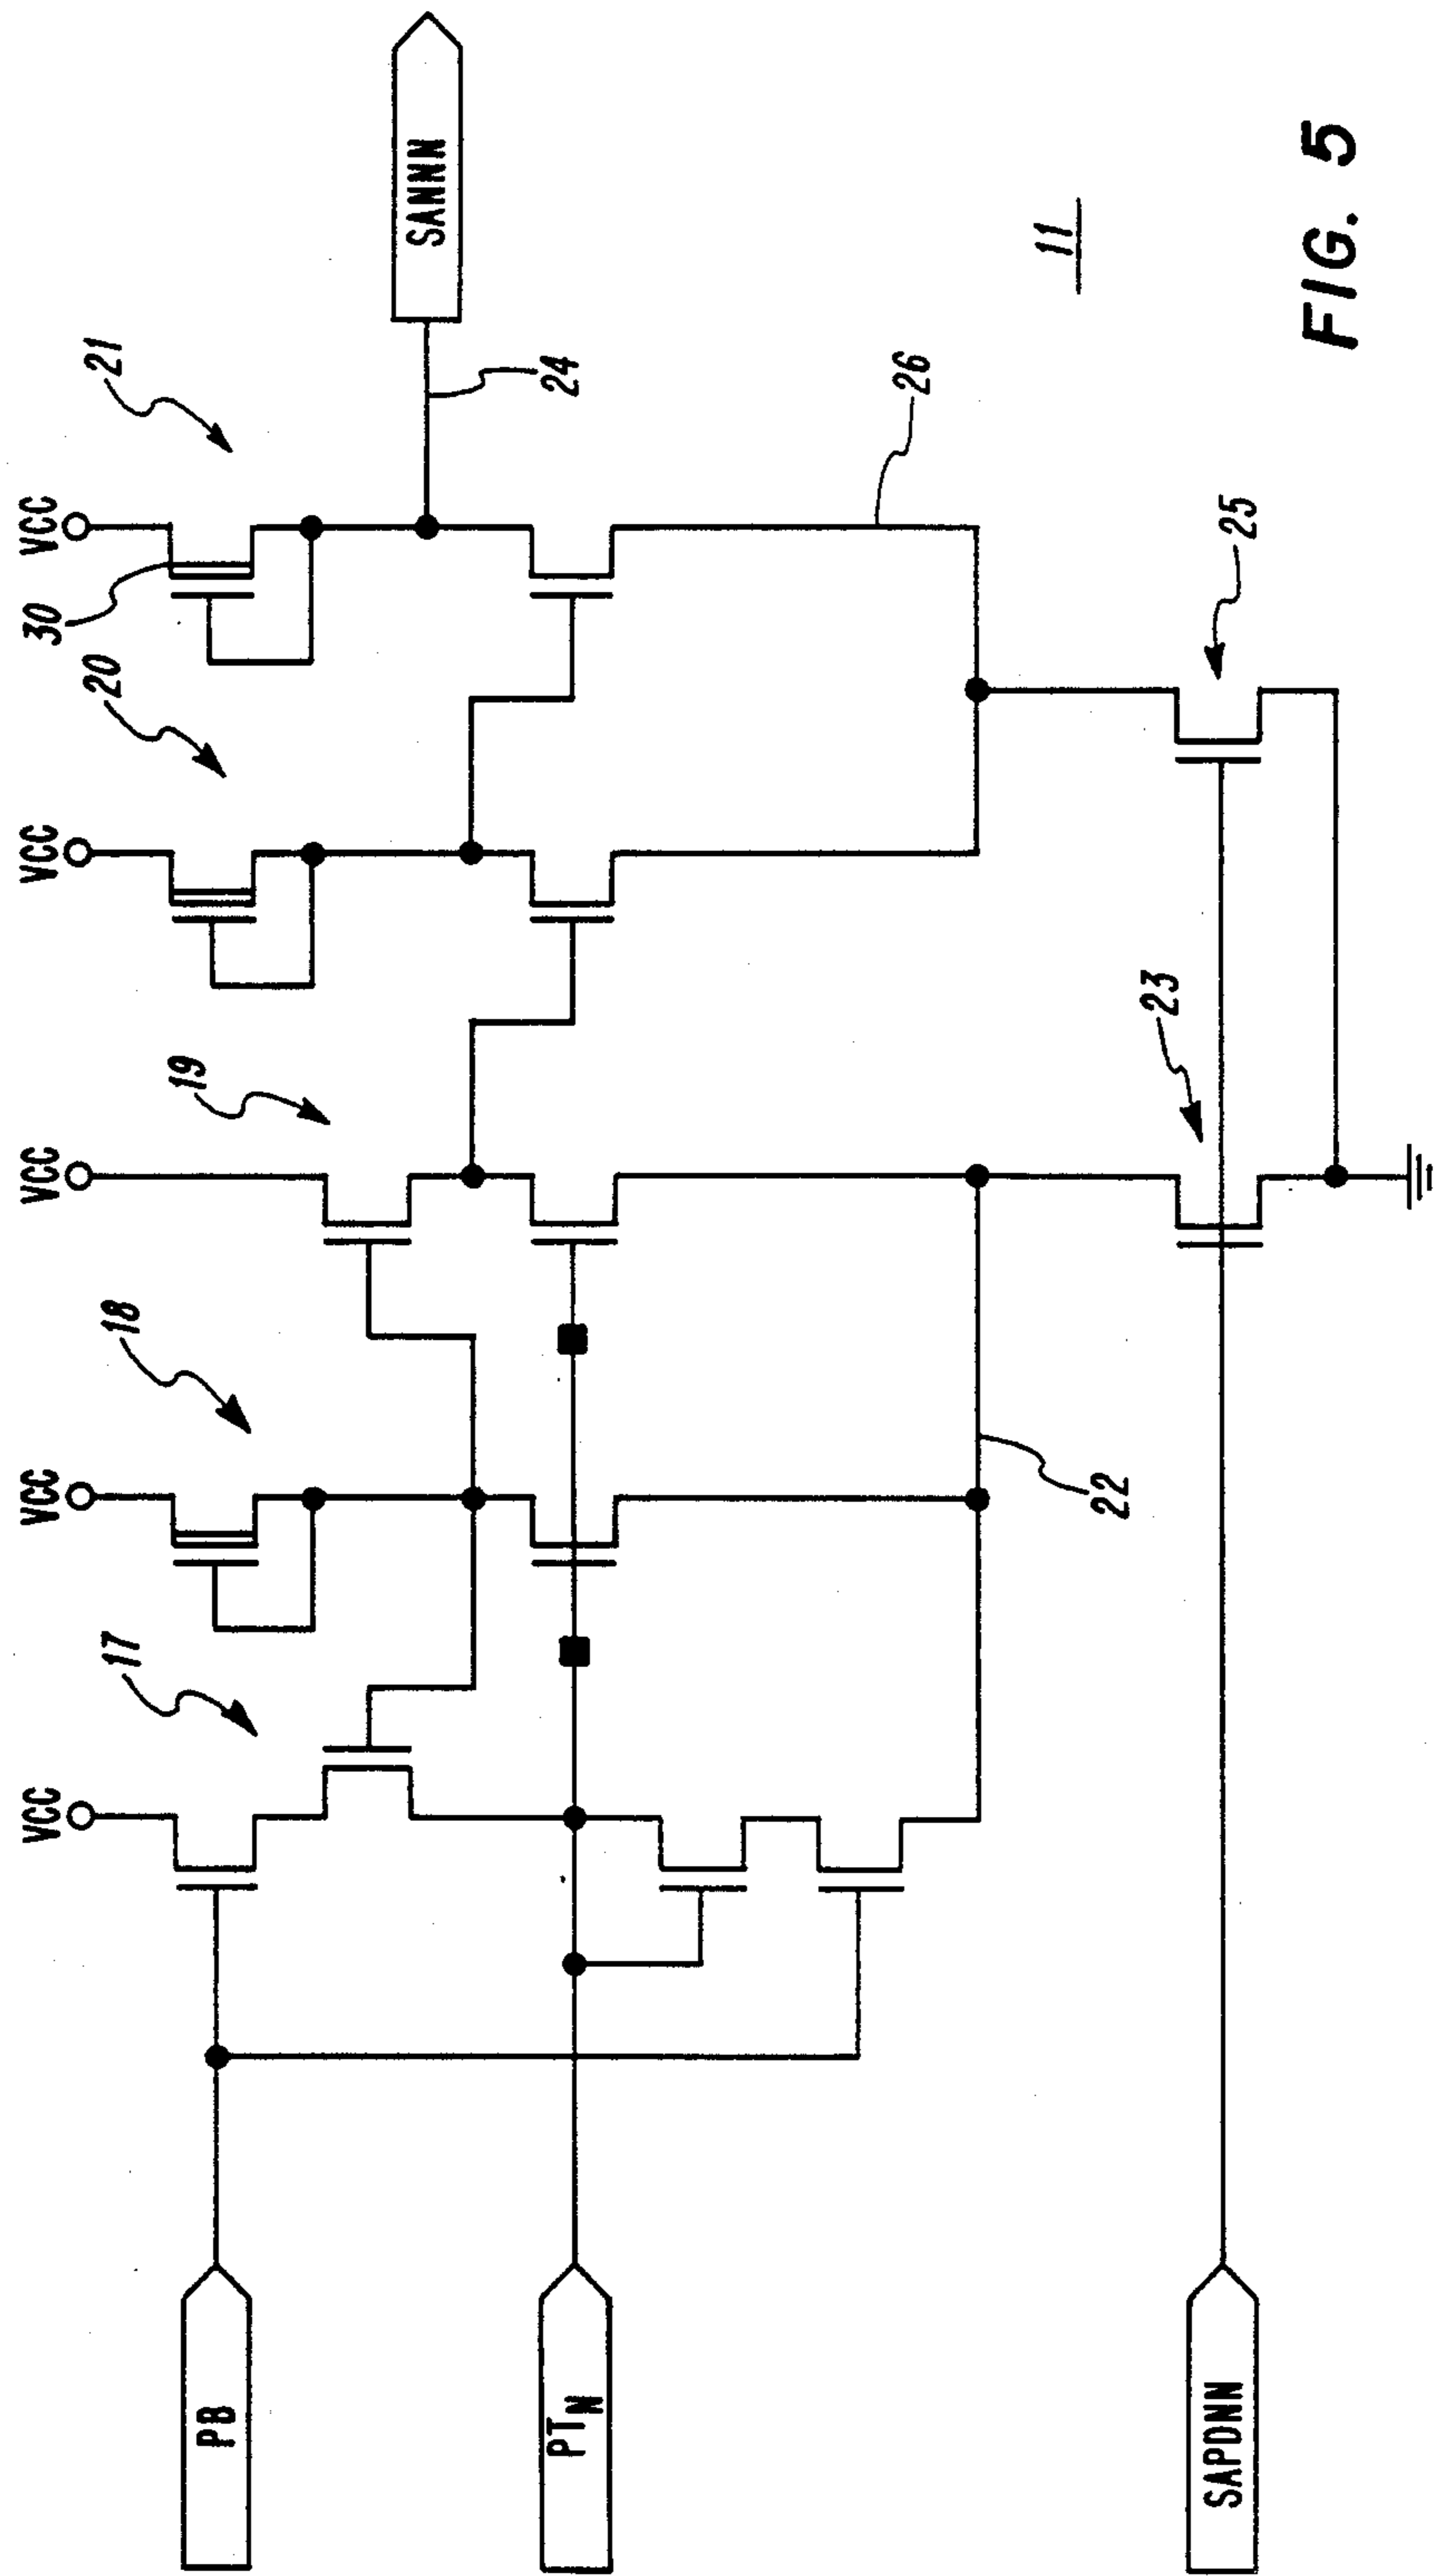 PB
PTN
SAPDNN
VCC
17
VCC
18
VCC
19
VCC
20
VCC
30
21
22
23
24
SANNN
25
26
11
FIG. 5